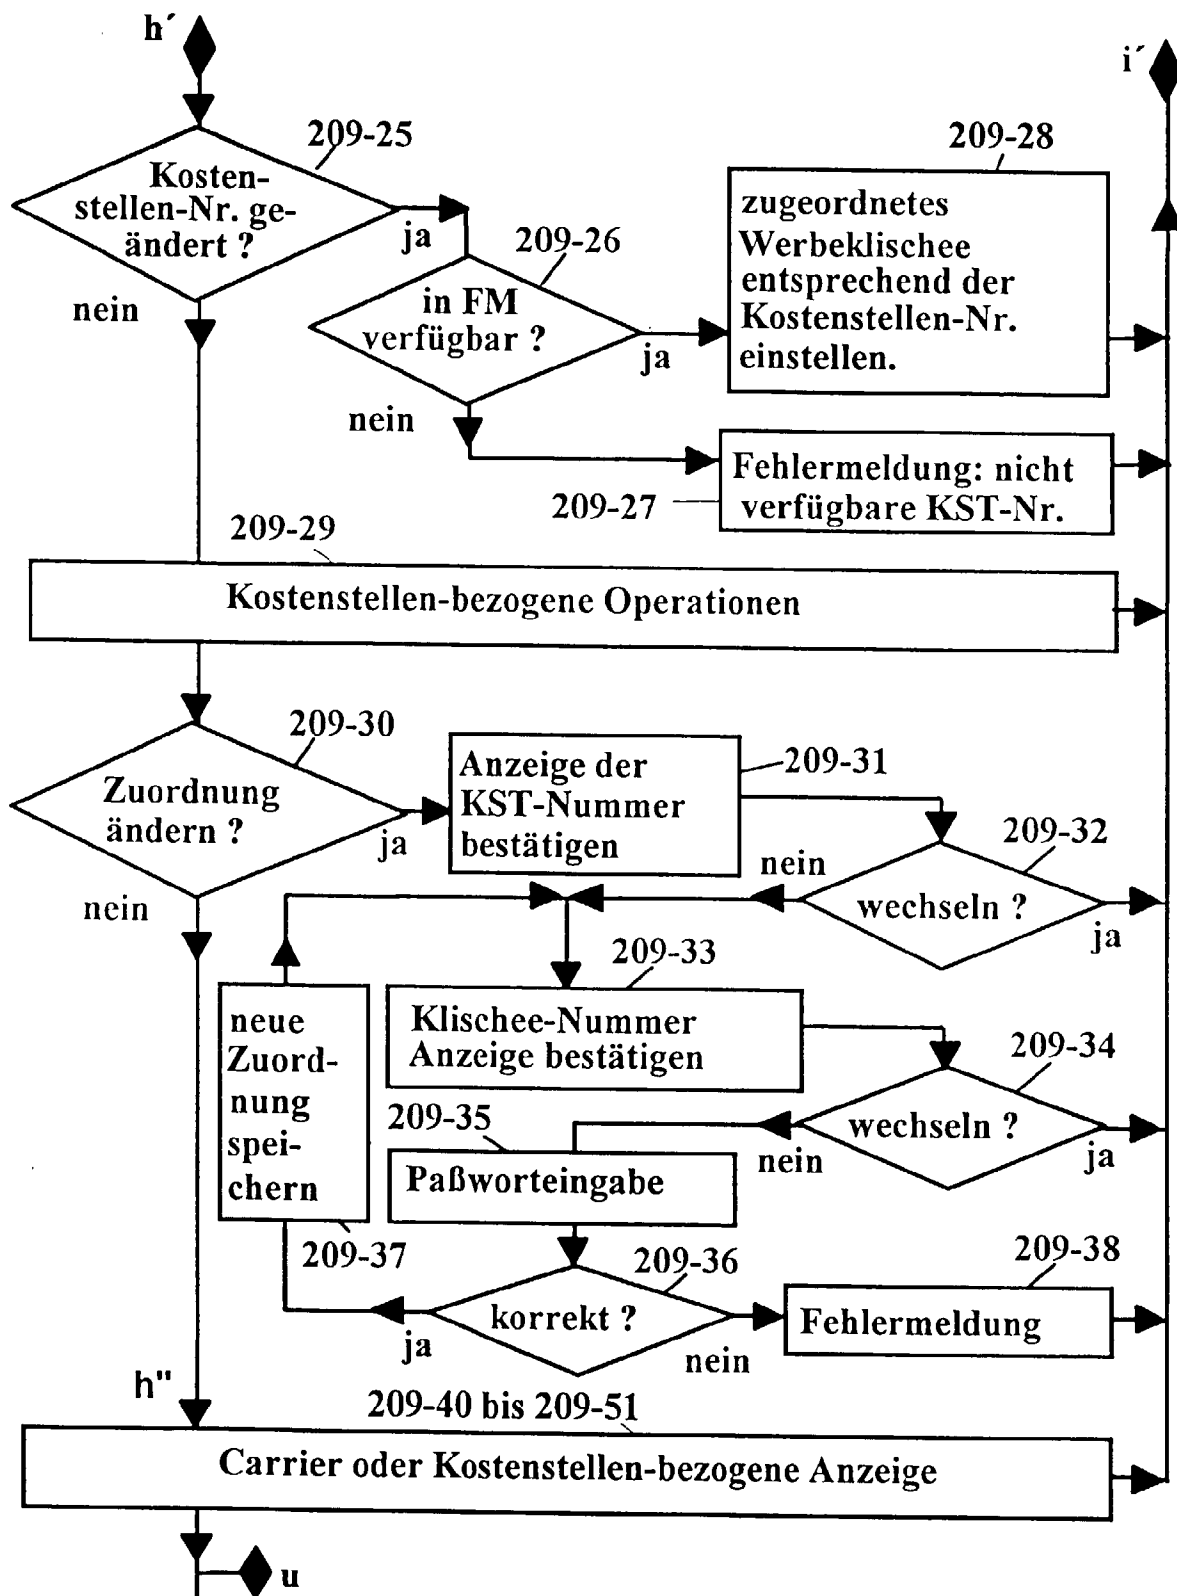 h´
i´
209-25
Kosten-
stellen-Nr. ge-
ändert ?
ja
nein
209-26
in FM
verfügbar ?
ja
nein
209-28
zugeordnetes
Werbeklischee
entsprechend der
Kostenstellen-Nr.
einstellen.
Fehlermeldung: nicht
verfügbare KST-Nr.
209-27
209-29
Kostenstellen-bezogene Operationen
209-30
Zuordnung
ändern ?
ja
nein
Anzeige der
KST-Nummer
bestätigen
209-31
209-32
nein
wechseln ?
ja
209-33
Klischee-Nummer
Anzeige bestätigen
209-34
wechseln ?
nein
ja
neue
Zuord-
nung
spei-
chern
209-37
209-35
Paßworteingabe
209-36
korrekt ?
ja
nein
209-38
Fehlermeldung
h"
209-40 bis 209-51
Carrier oder Kostenstellen-bezogene Anzeige
u